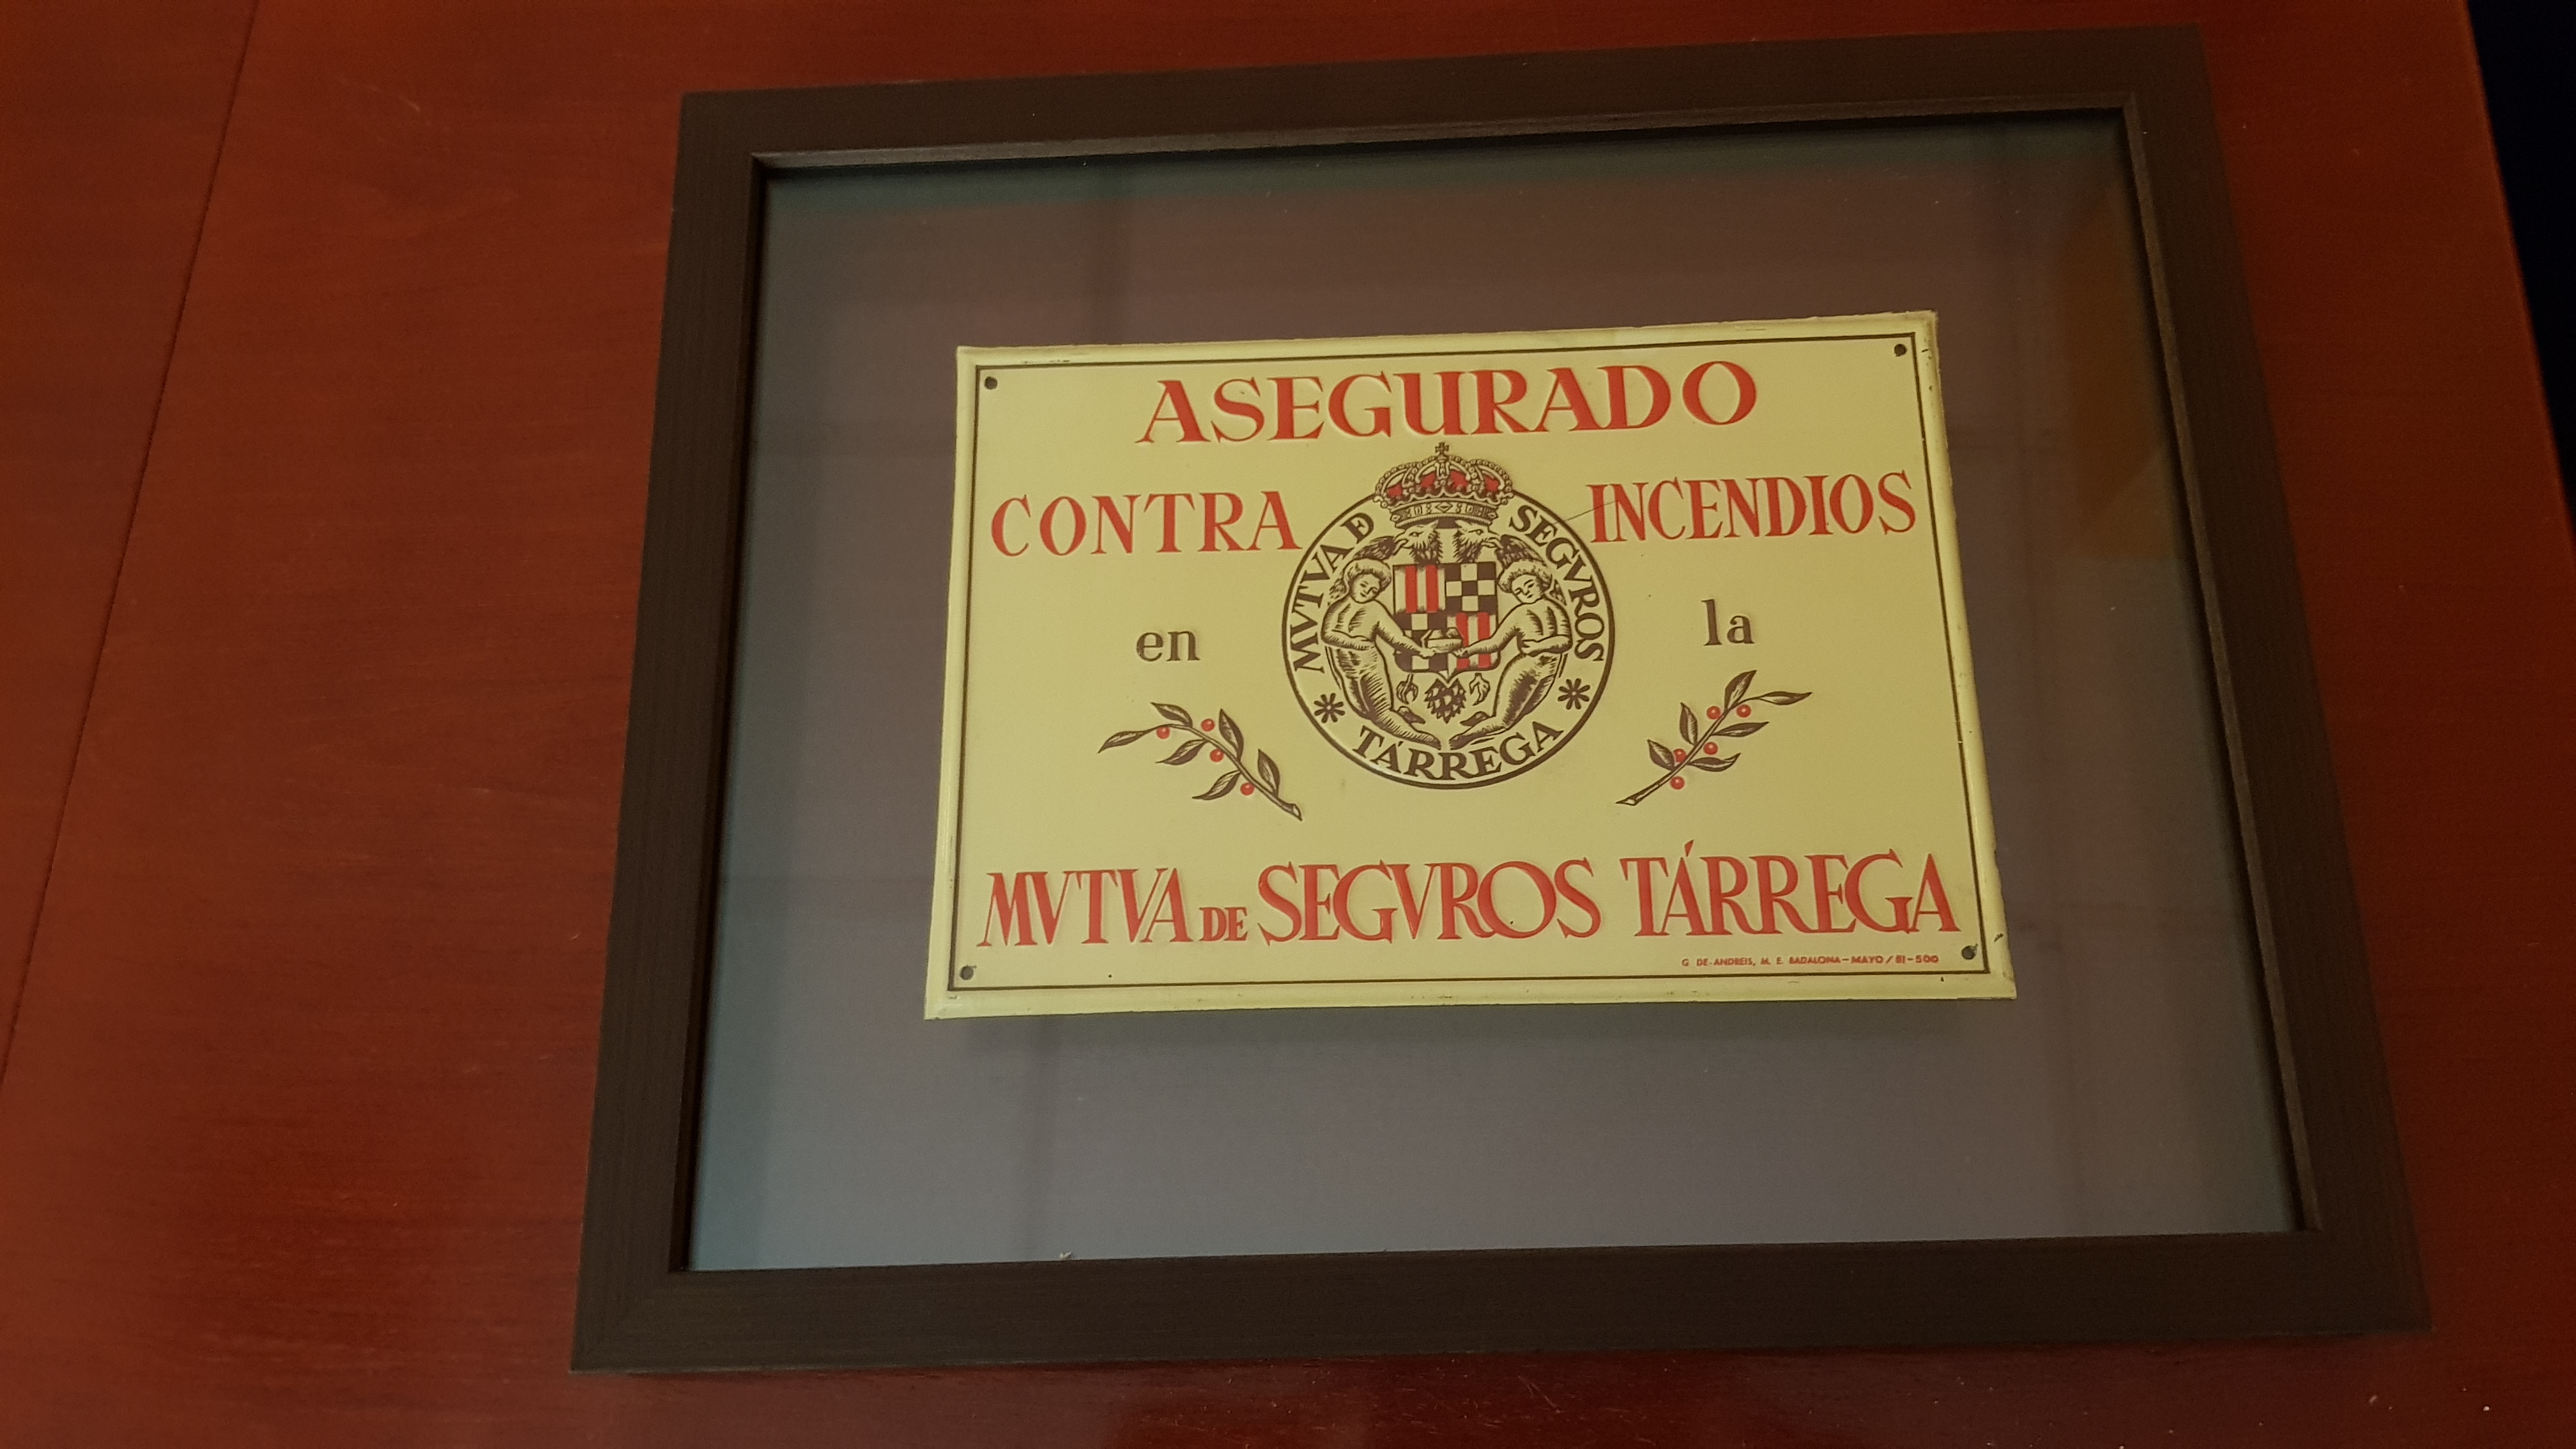 ASEGURADO
CONTRA INCENDIOS
MVTVA D SEGVROS
TÁRREGA
en la
MVTVA DE SEGVROS TÁRREGA
G. DE-ANDREIS, M. E. BADALONA-MAYO/81-500